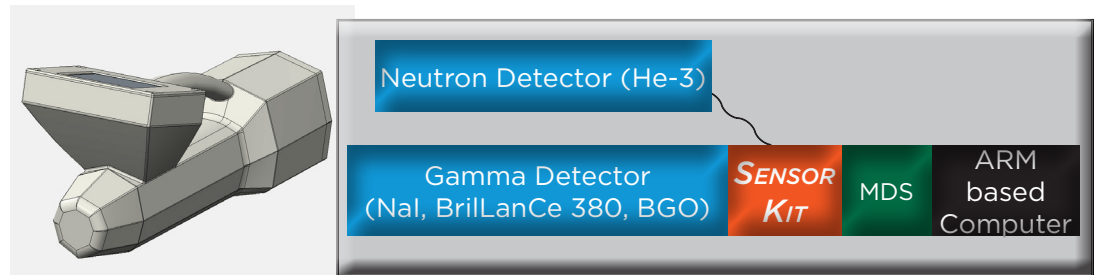 Neutron Detector (He-3)
Gamma Detector
(NaI, BrilLanCe 380, BGO)
SENSOR
KIT
MDS
ARM
based
Computer